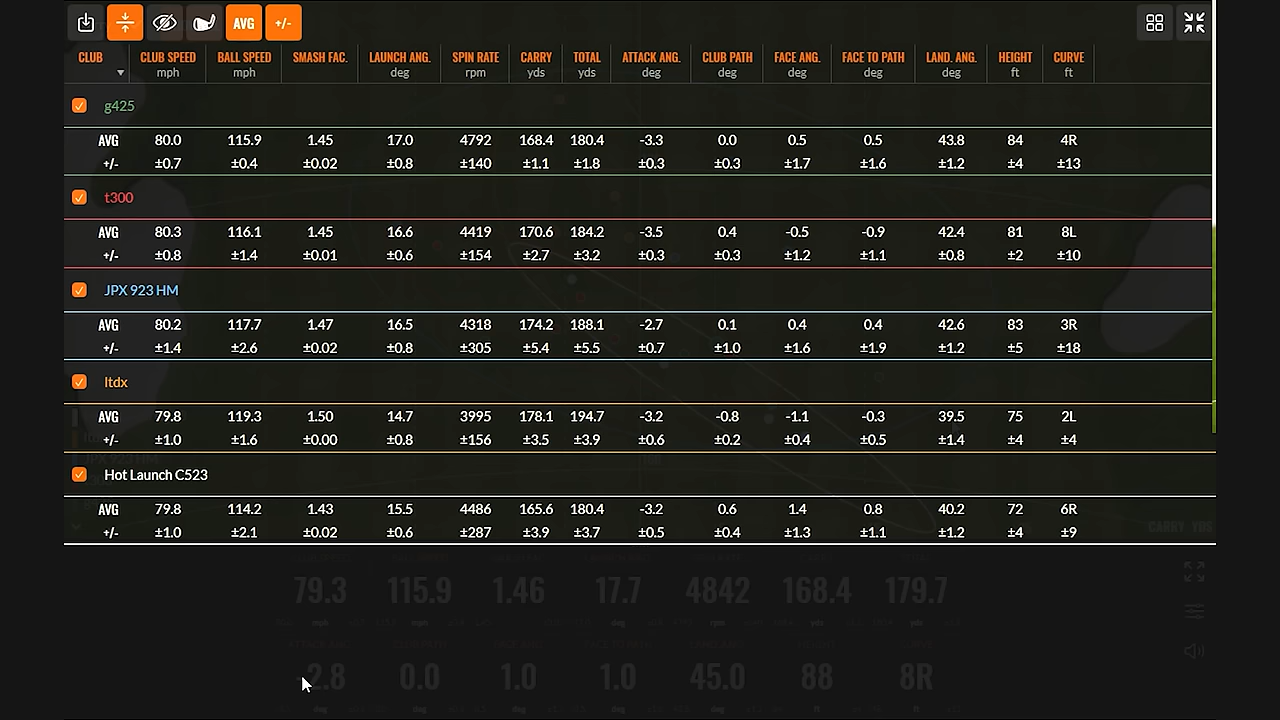 AVG +/-
CLUB CLUB SPEED BALL SPEED SMASH FAC. LAUNCH ANG. SPIN RATE CARRY TOTAL ATTACK ANG. CLUB PATH FACE ANG. FACE TO PATH LAND. ANG. HEIGHT CURVE
mph mph deg rpm yds yds deg deg deg deg deg ft ft
g425
AVG 80.0 115.9 1.45 17.0 4792 168.4 180.4 -3.3 0.0 0.5 0.5 43.8 84 4R
+/- ±0.7 ±0.4 ±0.02 ±0.8 ±140 ±1.1 ±1.8 ±0.3 ±0.3 ±1.7 ±1.6 ±1.2 ±4 ±13
t300
AVG 80.3 116.1 1.45 16.6 4419 170.6 184.2 -3.5 0.4 -0.5 -0.9 42.4 81 8L
+/- ±0.8 ±1.4 ±0.01 ±0.6 ±154 ±2.7 ±3.2 ±0.3 ±0.3 ±1.2 ±1.1 ±0.8 ±2 ±10
JPX 923 HM
AVG 80.2 117.7 1.47 16.5 4318 174.2 188.1 -2.7 0.1 0.4 0.4 42.6 83 3R
+/- ±1.4 ±2.6 ±0.02 ±0.8 ±305 ±5.4 ±5.5 ±0.7 ±1.0 ±1.6 ±1.9 ±1.2 ±5 ±18
ltdx
AVG 79.8 119.3 1.50 14.7 3995 178.1 194.7 -3.2 -0.8 -1.1 -0.3 39.5 75 2L
+/- ±1.0 ±1.6 ±0.00 ±0.8 ±156 ±3.5 ±3.9 ±0.6 ±0.2 ±0.4 ±0.5 ±1.4 ±4 ±4
Hot Launch C523
AVG 79.8 114.2 1.43 15.5 4486 165.6 180.4 -3.2 0.6 1.4 0.8 40.2 72 6R
+/- ±1.0 ±2.1 ±0.02 ±0.6 ±287 ±3.9 ±3.7 ±0.5 ±0.4 ±1.3 ±1.1 ±1.2 ±4 ±9
CARRY YDS
79.3 115.9 1.46 17.7 4842 168.4 179.7
mph mph deg rpm yds yds
2.8 0.0 1.0 1.0 45.0 88 8R
deg deg deg deg deg ft ft